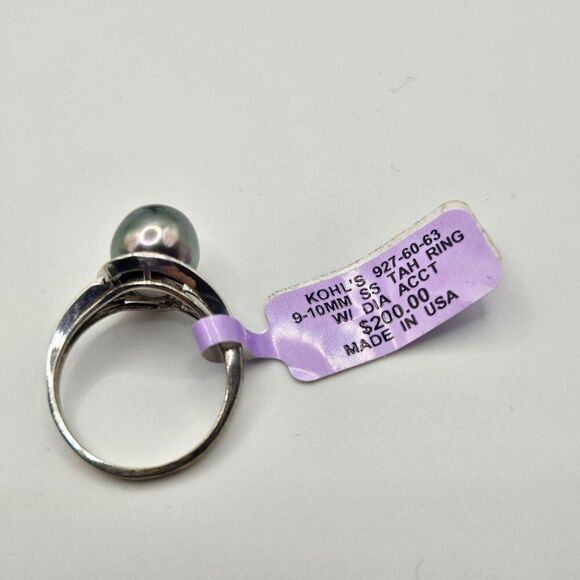 KOHL'S 927-60-63
9-10MM SS TAH RING
W/ DIA ACCT
$200.00
MADE IN USA